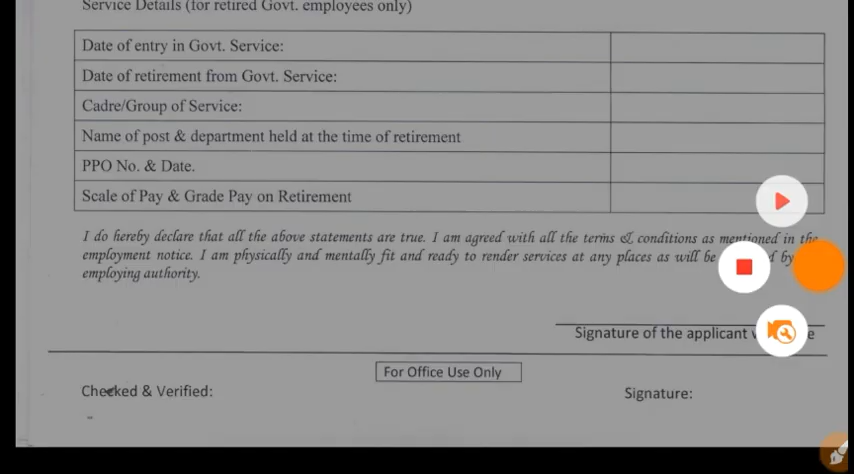 Service Details (for retired Govt. employees only)
Date of entry in Govt. Service:
Date of retirement from Govt. Service:
Cadre/Group of Service:
Name of post & department held at the time of retirement
PPO No. & Date.
Scale of Pay & Grade Pay on Retirement
I do hereby declare that all the above statements are true. I am agreed with all the terms & conditions as mentioned in the
employment notice. I am physically and mentally fit and ready to render services at any places as will be by
employing authority.
Signature of the applicant
For Office Use Only
Checked & Verified:
Signature: